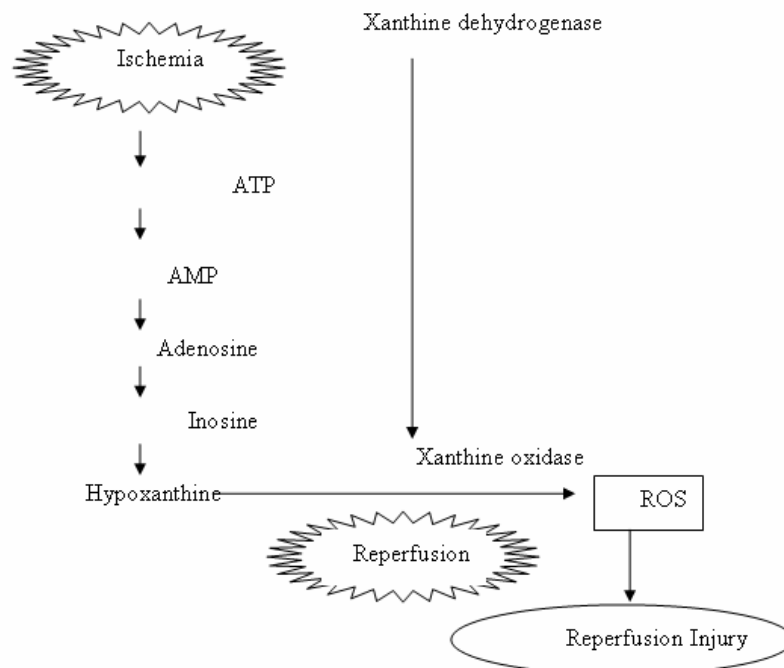 Xanthine dehydrogenase
Ischemia
ATP
AMP
Adenosine
Inosine
Xanthine oxidase
Hypoxanthine
ROS
Reperfusion
Reperfusion Injury